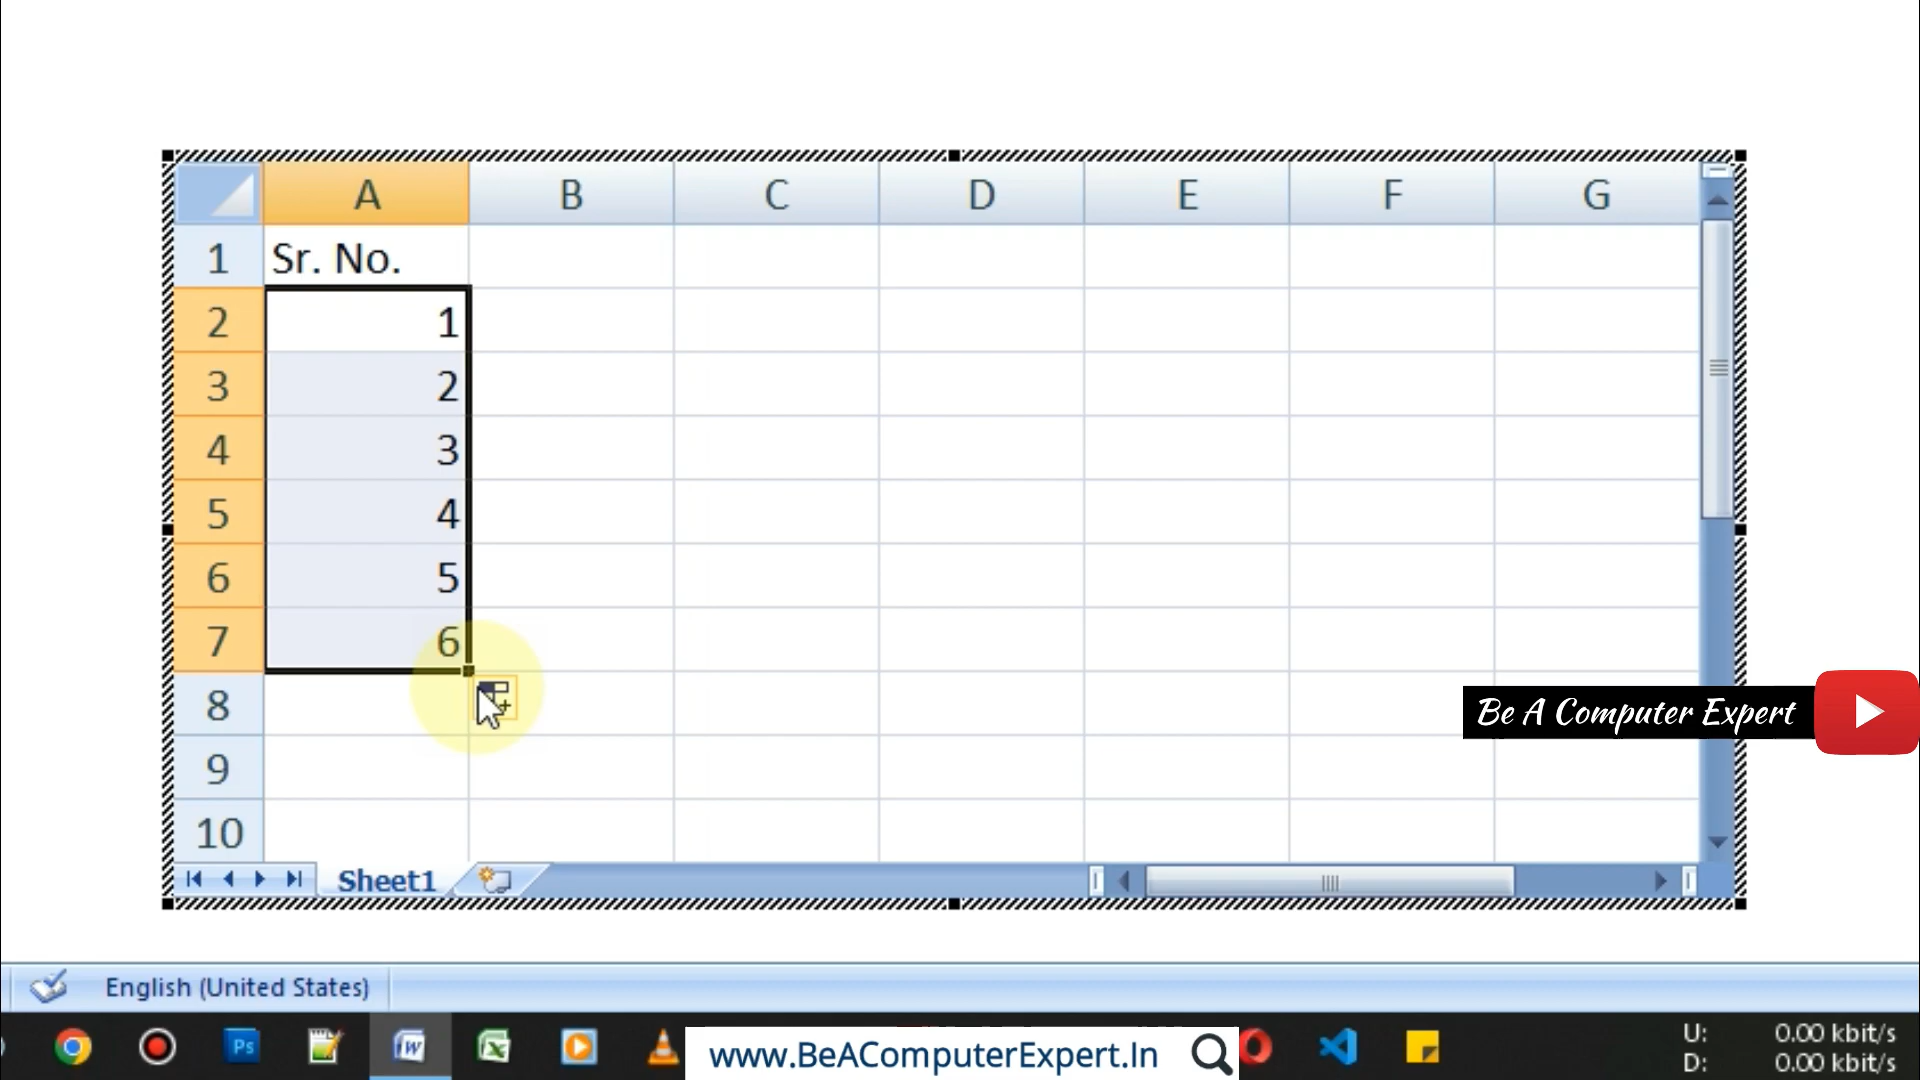 A B C D E F G
1 Sr. No.
2 1
3 2
4 3
5 4
6 5
7 6
8
9
10
Be A Computer Expert
Sheet1
English (United States)
Ps
W
X
www.BeAComputerExpert.In
U: 0.00 kbit/s
D: 0.00 kbit/s